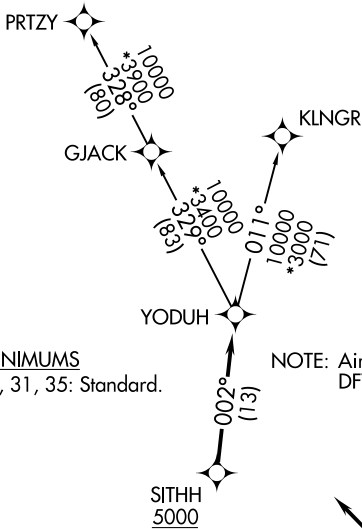 PRTZY
10000
*3900
328°
(80)
KLNGR
GJACK
10000
*3400
329°
(83)
011°
10000
*3000
(71)
YODUH
NIMUMS
NOTE: Air
, 31, 35: Standard.
DF
002°
(13)
SITHH
5000